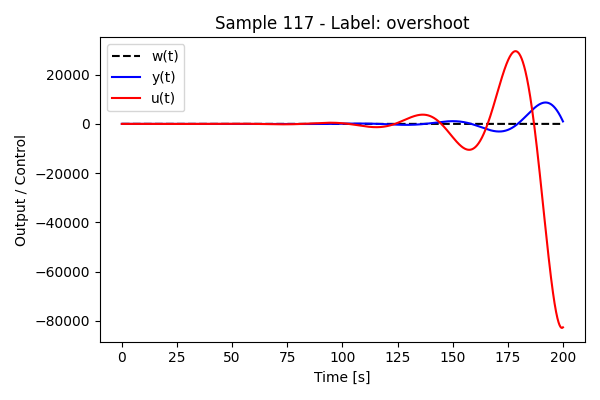 Sample 117 - Label: overshoot
w(t)
y(t)
u(t)
20000
0
−20000
−40000
−60000
−80000
Output / Control
0 25 50 75 100 125 150 175 200
Time [s]